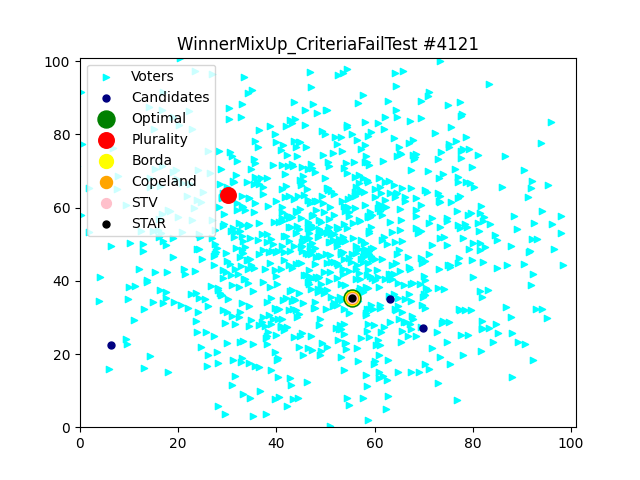 WinnerMixUp_CriteriaFailTest #4121
100
80
60
40
20
0
0 20 40 60 80 100
Voters
Candidates
Optimal
Plurality
Borda
Copeland
STV
STAR